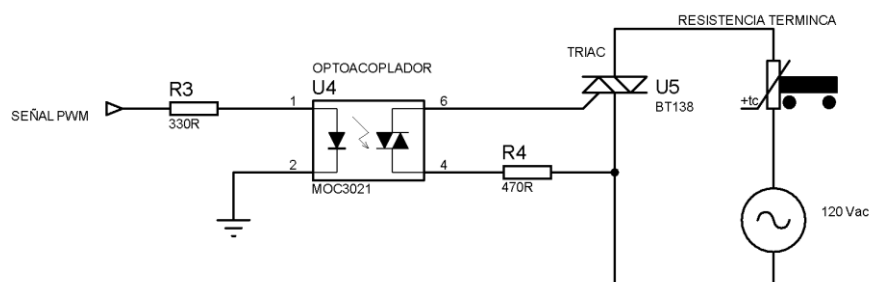 RESISTENCIA TERMINCA
TRIAC
OPTOACOPLADOR
U4
U5
BT138
R3
1
6
+tc
SEÑAL PWM
330R
R4
2
4
MOC3021
470R
120 Vac